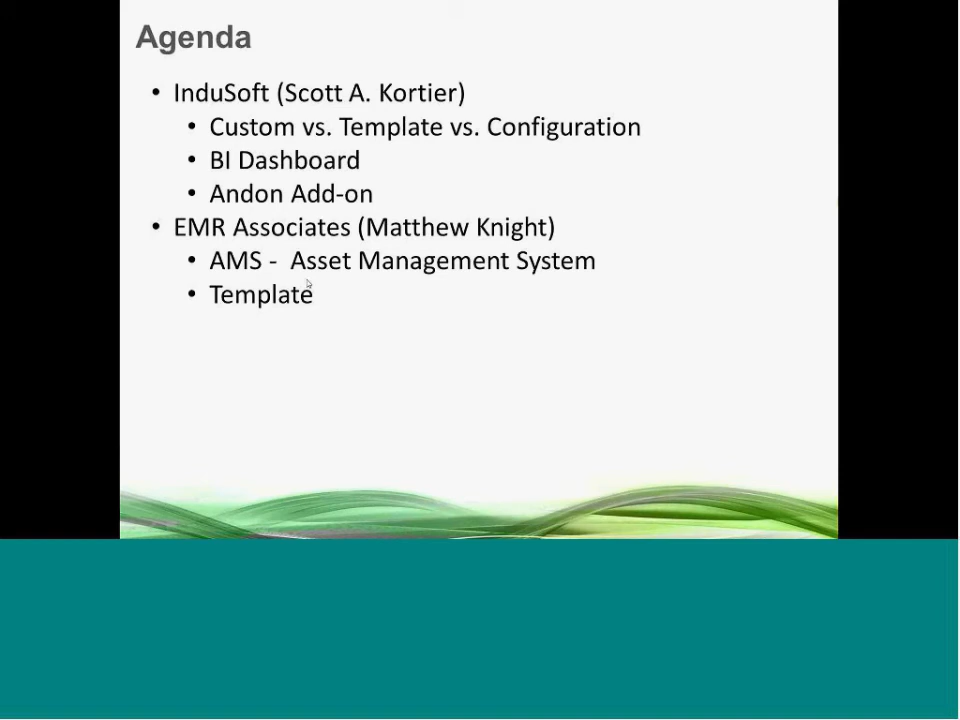 Agenda
• InduSoft (Scott A. Kortier)
• Custom vs. Template vs. Configuration
• BI Dashboard
• Andon Add-on
• EMR Associates (Matthew Knight)
• AMS -  Asset Management System
• Template